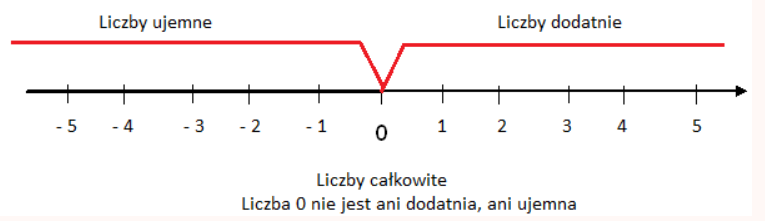 Liczby ujemne
Liczby dodatnie
- 5 - 4 - 3 - 2 - 1 0 1 2 3 4 5
Liczby całkowite
Liczba 0 nie jest ani dodatnia, ani ujemna